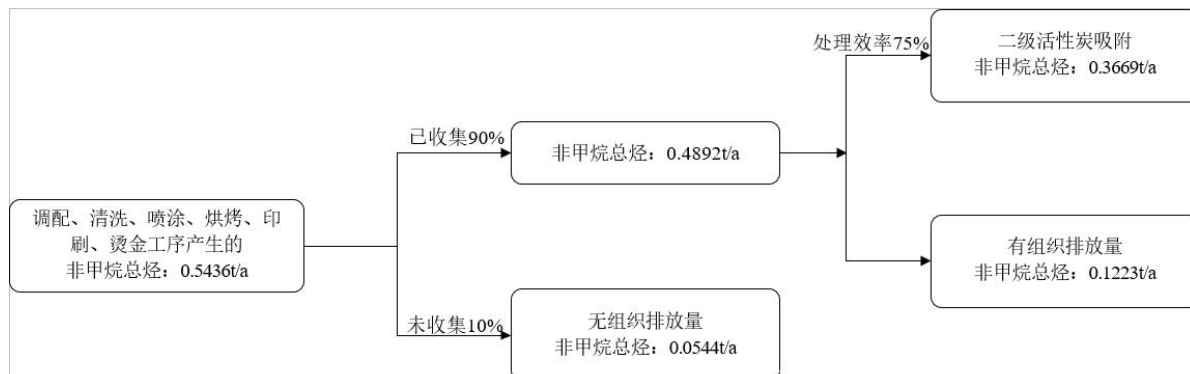 处理效率75%
二级活性炭吸附
非甲烷总烃：0.3669t/a
已收集90%
非甲烷总烃：0.4892t/a
调配、清洗、喷涂、烘烤、印
刷、烫金工序产生的
非甲烷总烃：0.5436t/a
有组织排放量
非甲烷总烃：0.1223t/a
未收集10%
无组织排放量
非甲烷总烃：0.0544t/a